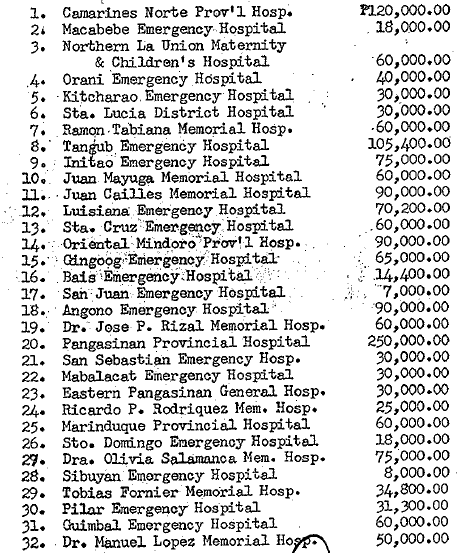 1. Camarines Norte Prov'l Hosp. ₱120,000.00
2. Macabebe Emergency Hospital 18,000.00
3. Northern La Union Maternity
& Children's Hospital 60,000.00
4. Orani Emergency Hospital 40,000.00
5. Kitcharao Emergency Hospital 30,000.00
6. Sta. Lucia District Hospital 30,000.00
7. Ramon Tabiana Memorial Hosp. 60,000.00
8. Tangub Emergency Hospital 105,400.00
9. Initao Emergency Hospital 75,000.00
10. Juan Mayuga Memorial Hospital 60,000.00
11. Juan Cailles Memorial Hospital 90,000.00
12. Luisiana Emergency Hospital 70,200.00
13. Sta. Cruz Emergency Hospital 60,000.00
14. Oriental Mindoro Prov'l Hosp. 90,000.00
15. Gingoog Emergency Hospital 65,000.00
16. Bais Emergency Hospital 14,400.00
17. San Juan Emergency Hospital 7,000.00
18. Angono Emergency Hospital 90,000.00
19. Dr. Jose P. Rizal Memorial Hosp. 60,000.00
20. Pangasinan Provincial Hospital 250,000.00
21. San Sebastian Emergency Hosp. 30,000.00
22. Mabalacat Emergency Hospital 30,000.00
23. Eastern Pangasinan General Hosp. 30,000.00
24. Ricardo P. Rodriquez Mem. Hosp. 25,000.00
25. Marinduque Provincial Hospital 60,000.00
26. Sto. Domingo Emergency Hospital 18,000.00
27. Dra. Olivia Salamanca Mem. Hosp. 75,000.00
28. Sibuyan Emergency Hospital 8,000.00
29. Tobias Fornier Memorial Hosp. 34,800.00
30. Pilar Emergency Hospital 31,300.00
31. Guimbal Emergency Hospital 60,000.00
32. Dr. Manuel Lopez Memorial Hosp. 50,000.00